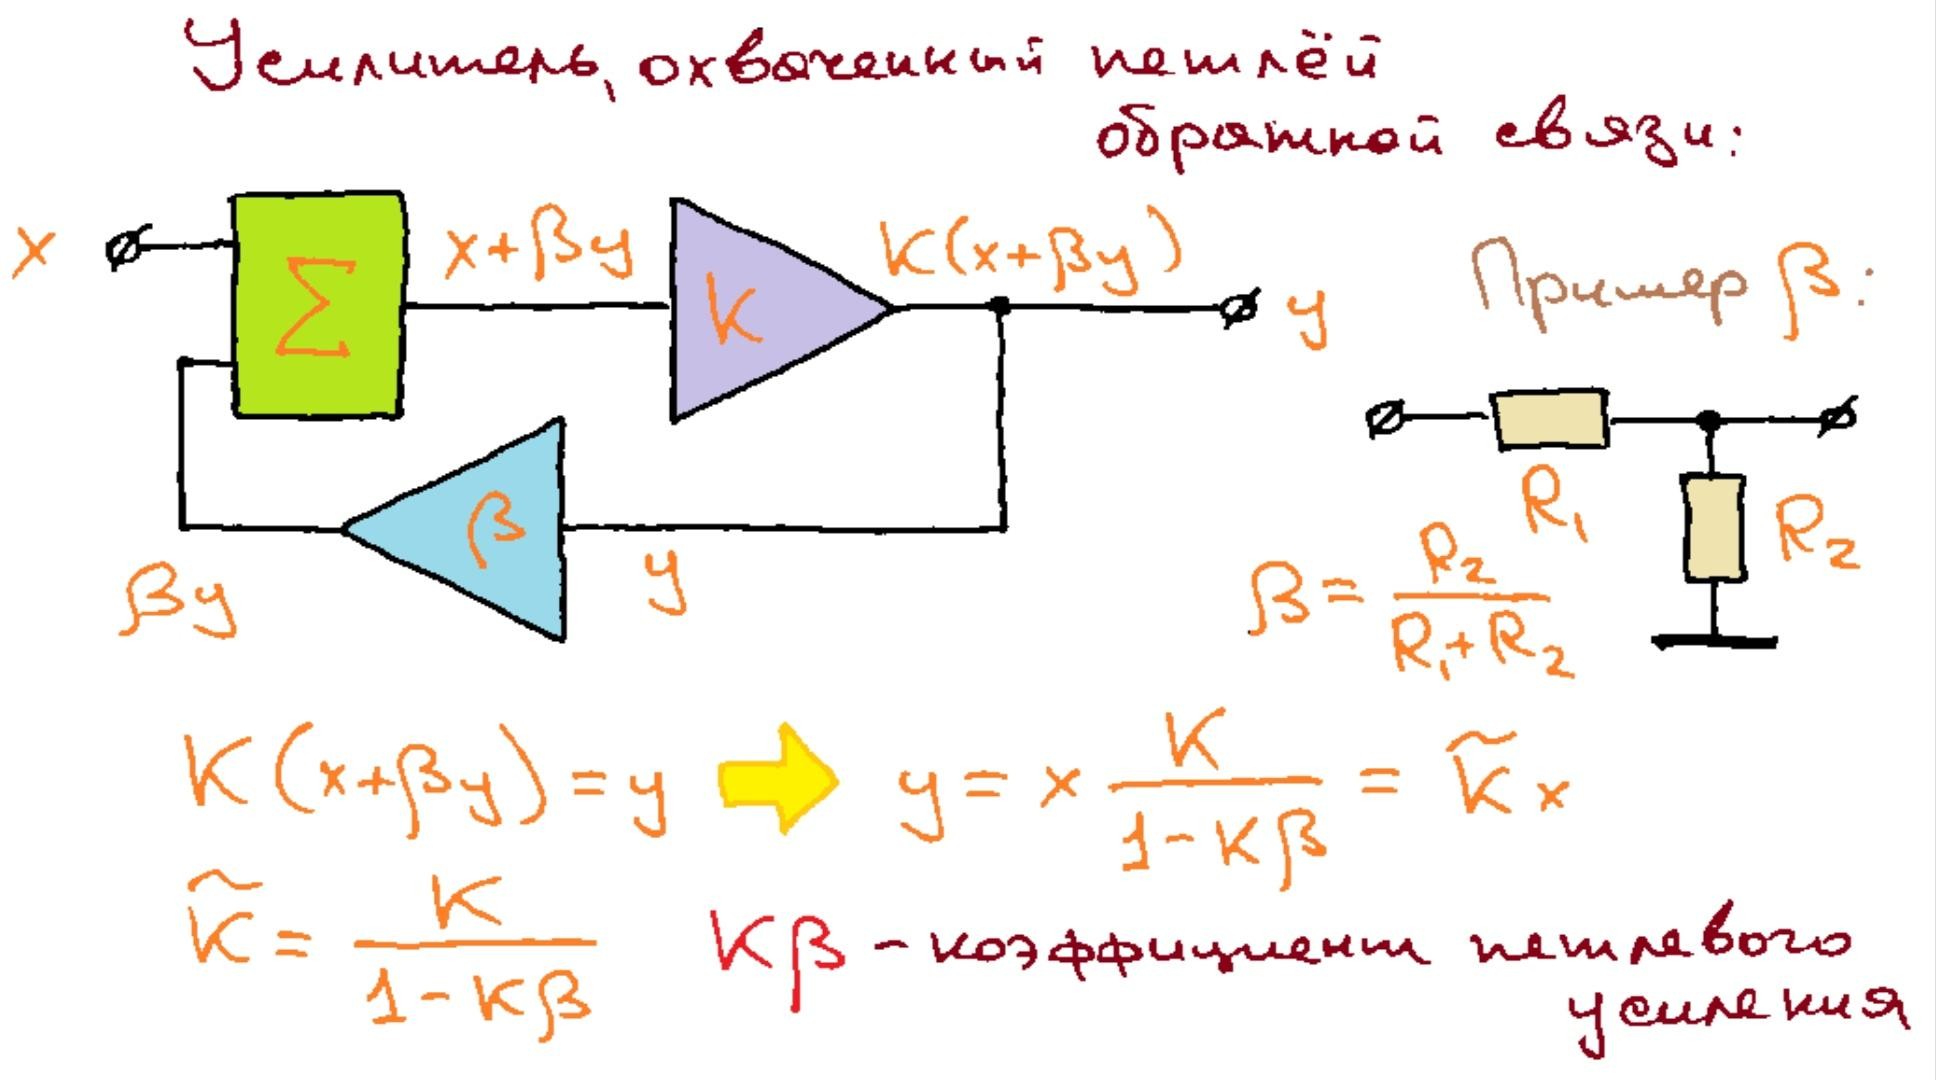 Усилитель, охваченный петлёй
обратной связи:
x
Σ
x+βy
K
K(x+βy)
y
β
βy
y
Пример β:
R₁
R₂
β = R₂/(R₁+R₂)
K(x+βy) = y
y = x K/(1-Kβ) = K̃x
K̃ = K/(1-Kβ)
Kβ - коэффициент петлевого
усиления